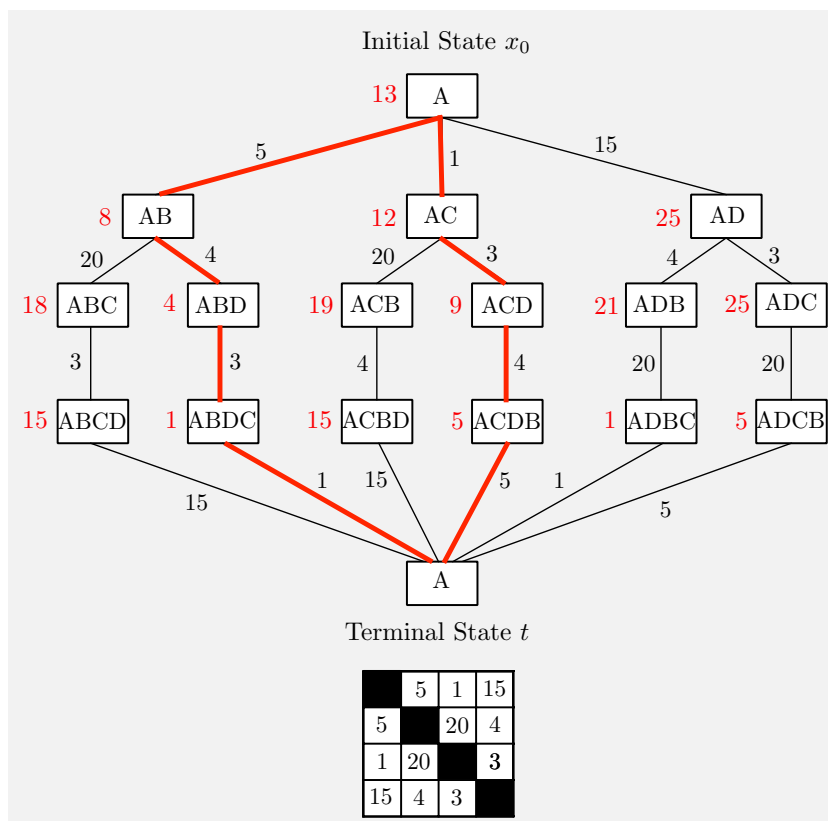 Initial State x₀
13 A
5 1 15
8 AB 12 AC 25 AD
20 4 20 3 4 3
18 ABC 4 ABD 19 ACB 9 ACD 21 ADB 25 ADC
3 3 4 4 20 20
15 ABCD 1 ABDC 15 ACBD 5 ACDB 1 ADBC 5 ADCB
15 1 15 5 1 5
A
Terminal State t
5 1 15
5 20 4
1 20 3
15 4 3